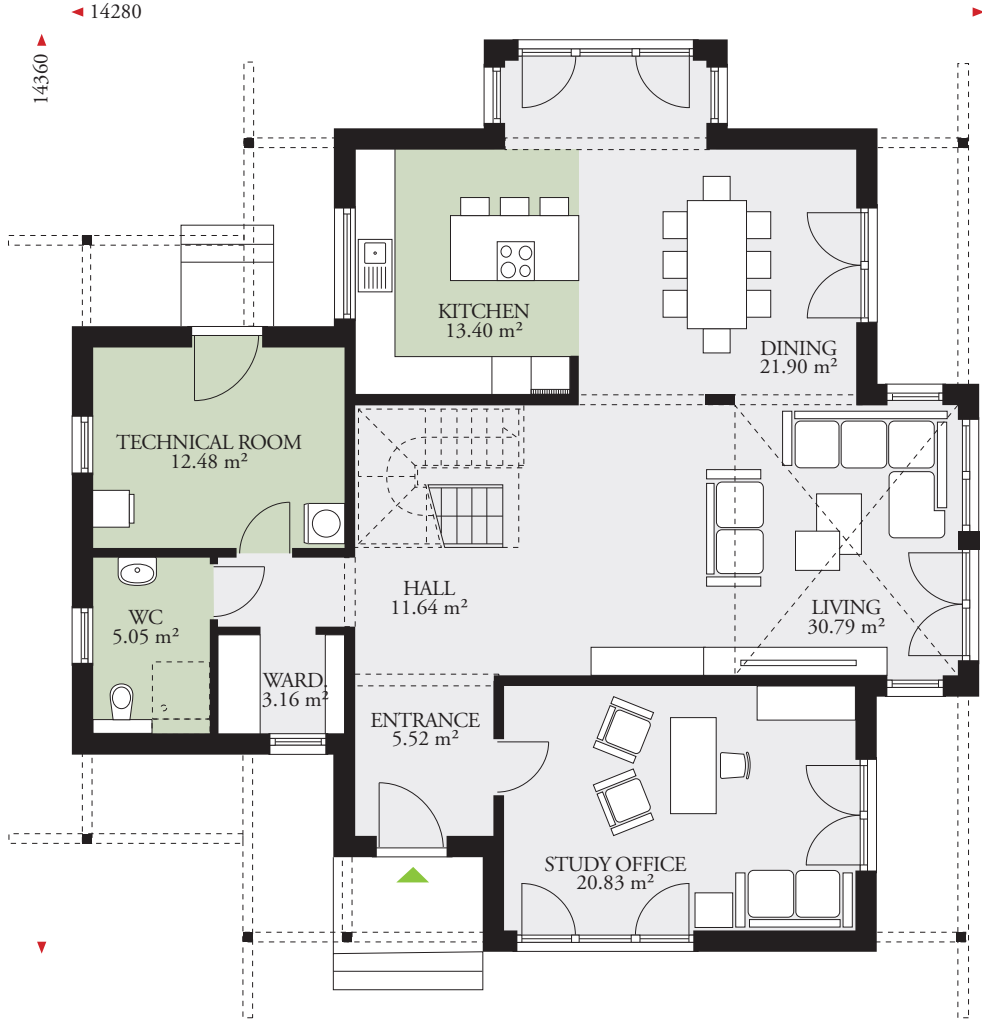 14280
14360
KITCHEN
13.40 m²
DINING
21.90 m²
TECHNICAL ROOM
12.48 m²
HALL
11.64 m²
WC
5.05 m²
LIVING
30.79 m²
WARD.
3.16 m²
ENTRANCE
5.52 m²
STUDY OFFICE
20.83 m²